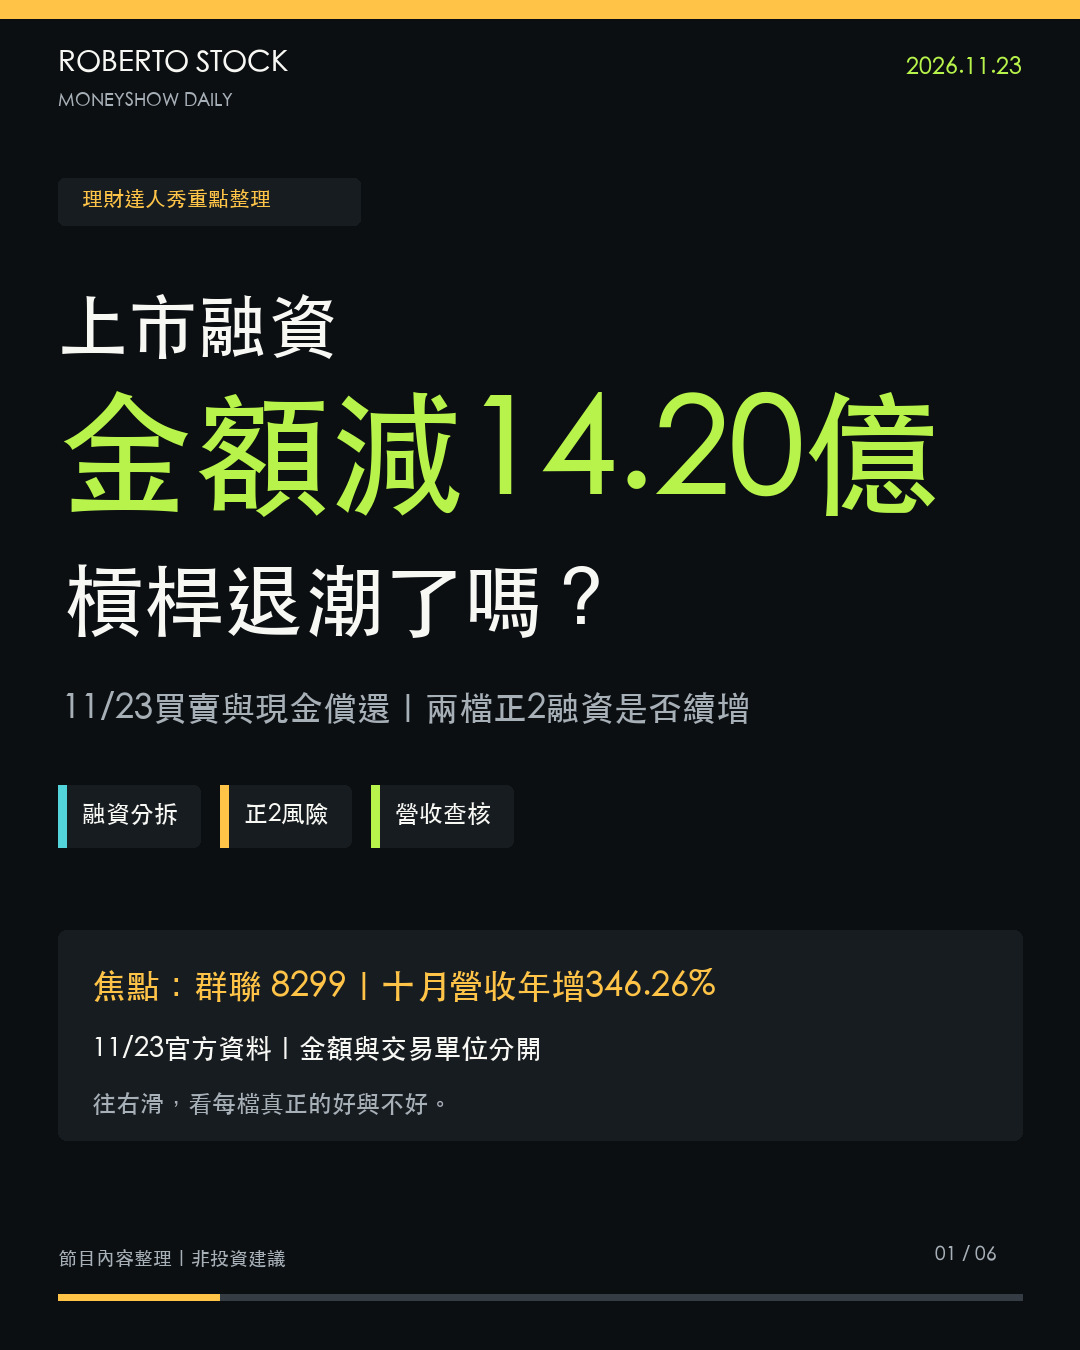 ROBERTO STOCK
MONEYSHOW DAILY
2026.11.23
理財達人秀重點整理
上市融資
金額減14.20億
槓桿退潮了嗎？
11/23買賣與現金償還｜兩檔正2融資是否續增
融資分拆
正2風險
營收查核
焦點：群聯 8299｜十月營收年增346.26%
11/23官方資料｜金額與交易單位分開
往右滑，看每檔真正的好與不好。
節目內容整理｜非投資建議
01 / 06